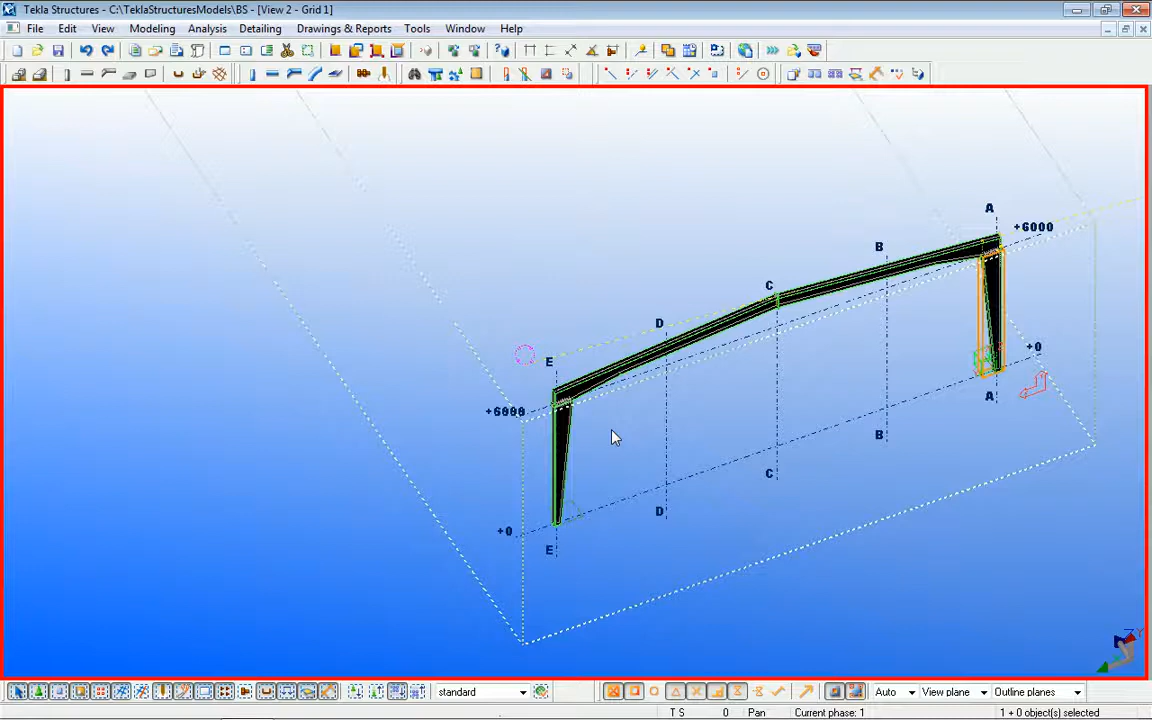 Tekla Structures - C:\TeklaStructuresModels\BS - [View 2 - Grid 1]
File Edit View Modeling Analysis Detailing Drawings & Reports Tools Window Help
A
+6000
B
C
D
E
+0
+6000
A
B
C
D
+0
E
standard
Auto
View plane
Outline planes
T S 0 Pan Current phase: 1 1 + 0 object(s) selected